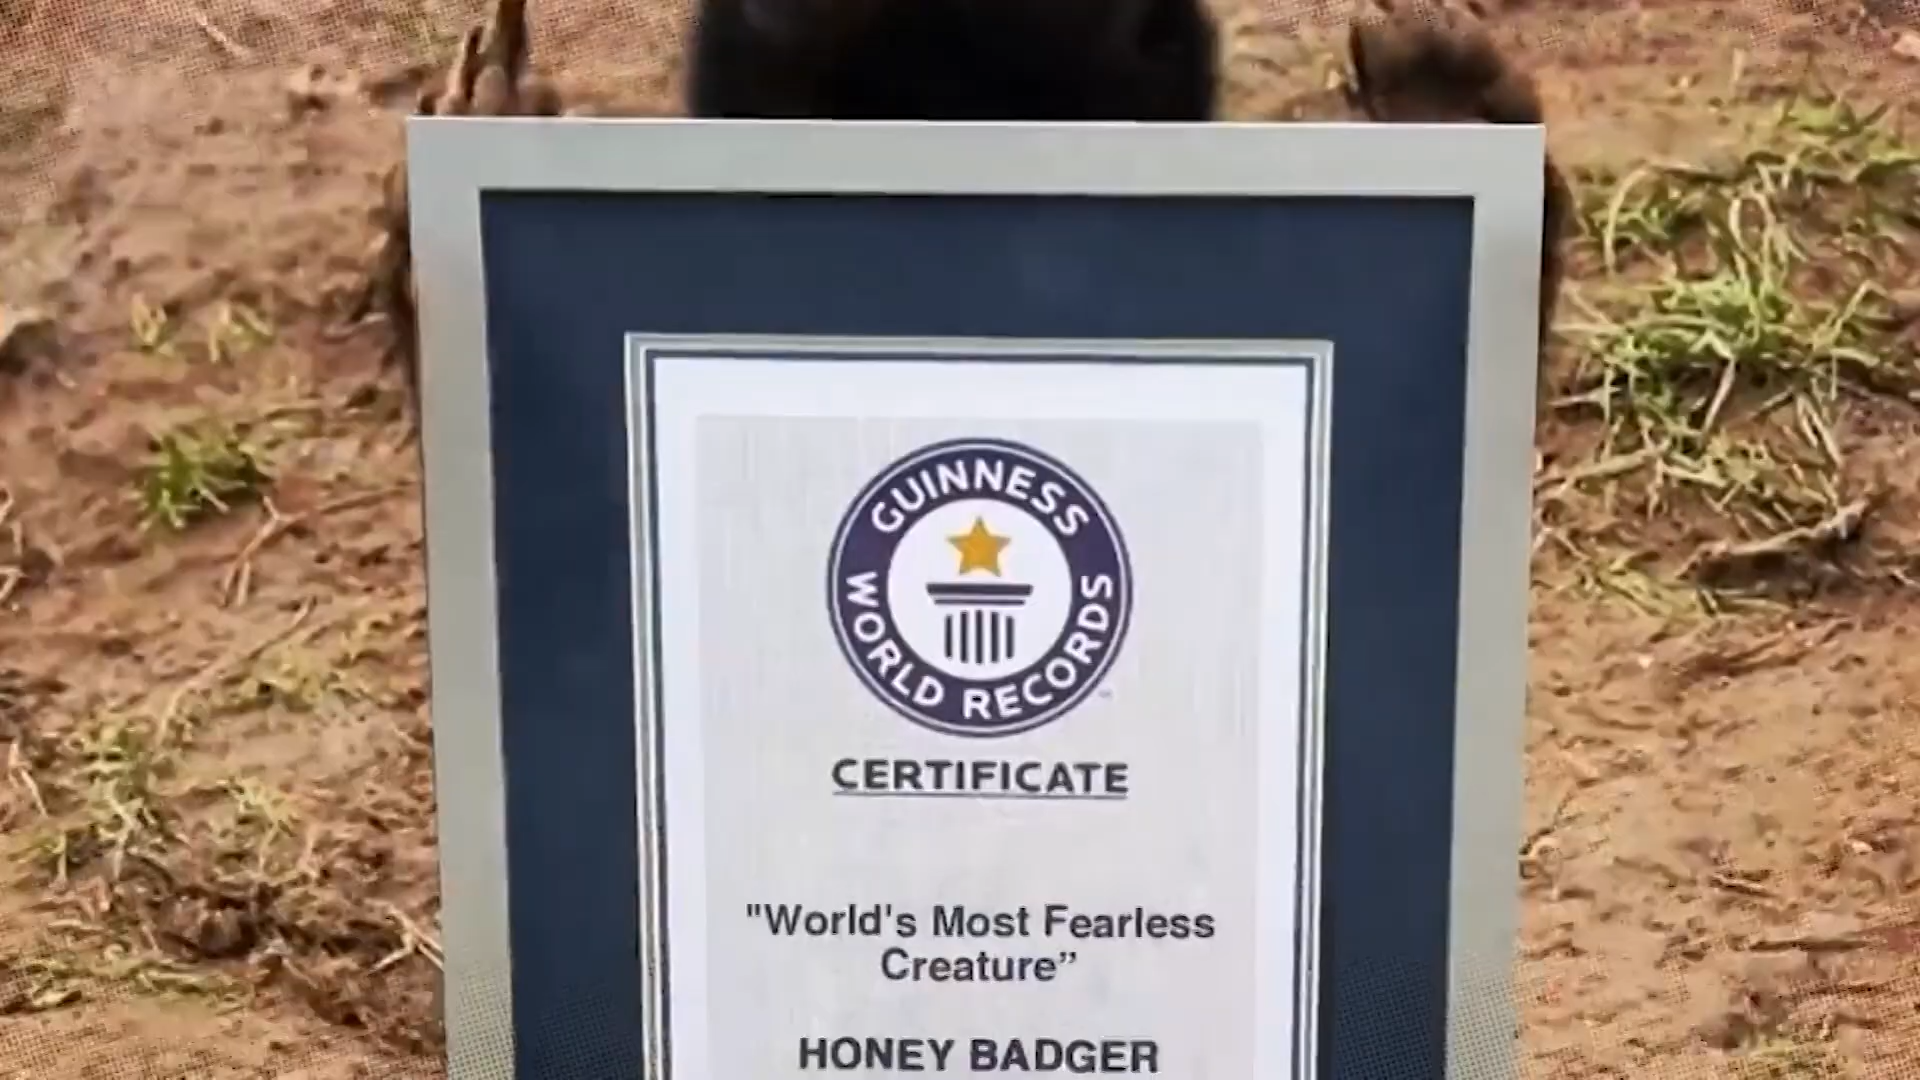 GUINNESS
WORLD RECORDS
CERTIFICATE
"World's Most Fearless
Creature”
HONEY BADGER